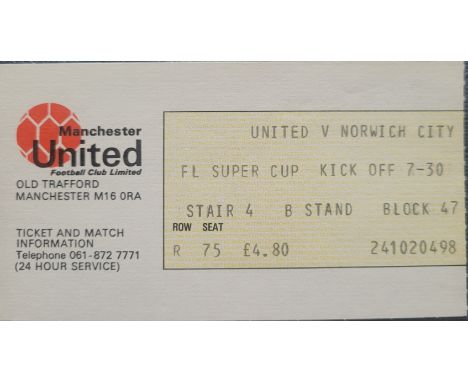 Manchester
United
Football Club Limited
OLD TRAFFORD
MANCHESTER M16 0RA
TICKET AND MATCH
INFORMATION
Telephone 061-872 7771
(24 HOUR SERVICE)
UNITED V NORWICH CITY
FL SUPER CUP KICK OFF 7-30
STAIR 4 B STAND BLOCK 47
ROW SEAT
R 75 £4.80 241020498